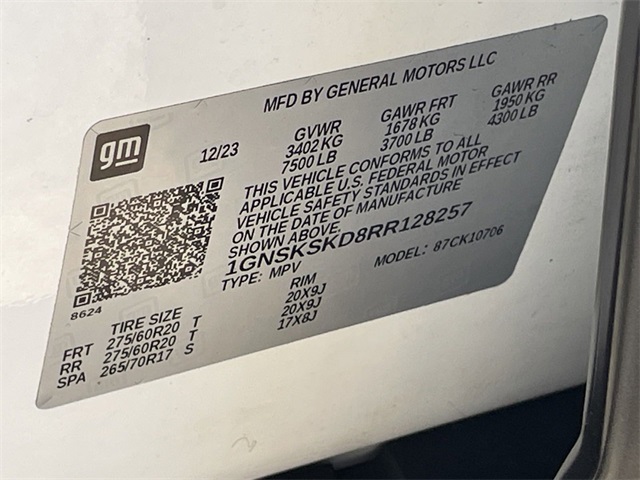 MFD BY GENERAL MOTORS LLC
gm
12/23
GVWR
3402 KG
7500 LB
GAWR FRT
1678 KG
3700 LB
GAWR RR
1950 KG
4300 LB
THIS VEHICLE CONFORMS TO ALL
APPLICABLE U.S. FEDERAL MOTOR
VEHICLE SAFETY STANDARDS IN EFFECT
ON THE DATE OF MANUFACTURE
SHOWN ABOVE.
1GNSKSKD8RR128257
TYPE: MPV
MODEL: 87CK10706
8624
TIRE SIZE RIM
FRT 275/60R20 T 20X9J
RR 275/60R20 T 20X9J
SPA 265/70R17 S 17X8J